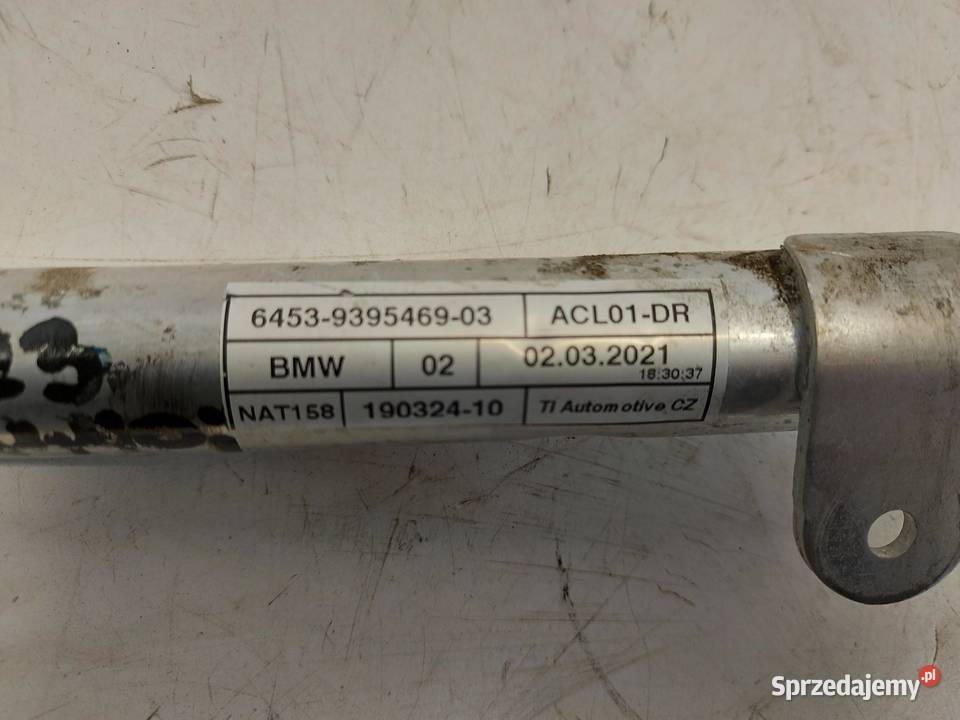 23
6453-9395469-03 ACL01-DR
BMW 02 02.03.2021
18:30:37
NAT158 190324-10 TI Automotive CZ
Sprzedajemy.pl